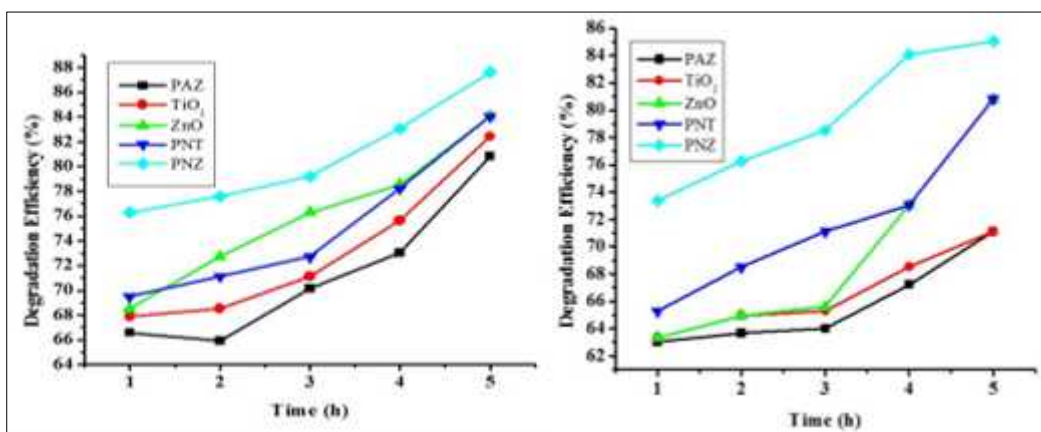 Degradation Efficiency (%)
88
86
84
82
80
78
76
74
72
70
68
66
64
PAZ
TiO₂
ZnO
PNT
PNZ
1 2 3 4 5
Time (h)
Degradation Efficiency (%)
86
84
82
80
78
76
74
72
70
68
66
64
62
PAZ
TiO₂
ZnO
PNT
PNZ
1 2 3 4 5
Time (h)